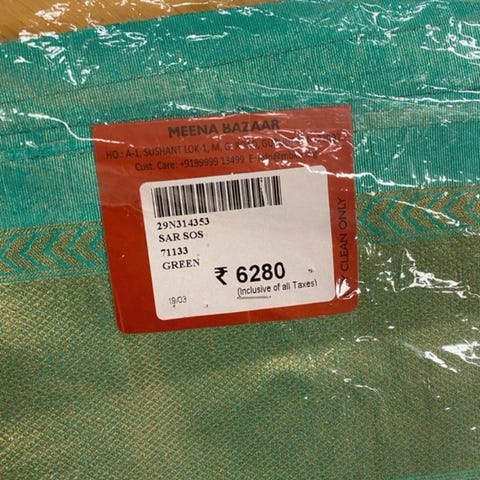 MEENA BAZAAR
HO.: A-1, SUSHANT LOK-1, M. G.
Cust. Care: +9199999 13499
29N314353
SAR SOS
71133
GREEN
₹ 6280
(Inclusive of all Taxes)
19/03
CLEAN ONLY